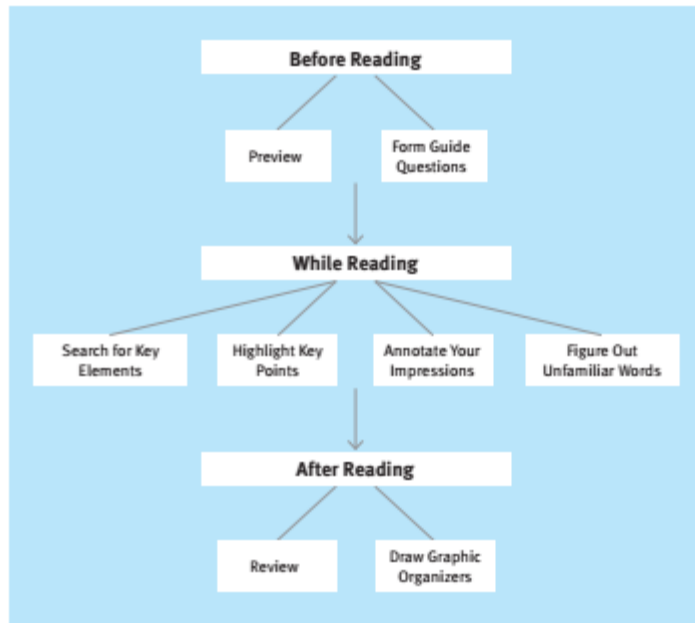 Before Reading
Preview
Form Guide
Questions
While Reading
Search for Key
Elements
Highlight Key
Points
Annotate Your
Impressions
Figure Out
Unfamiliar Words
After Reading
Review
Draw Graphic
Organizers